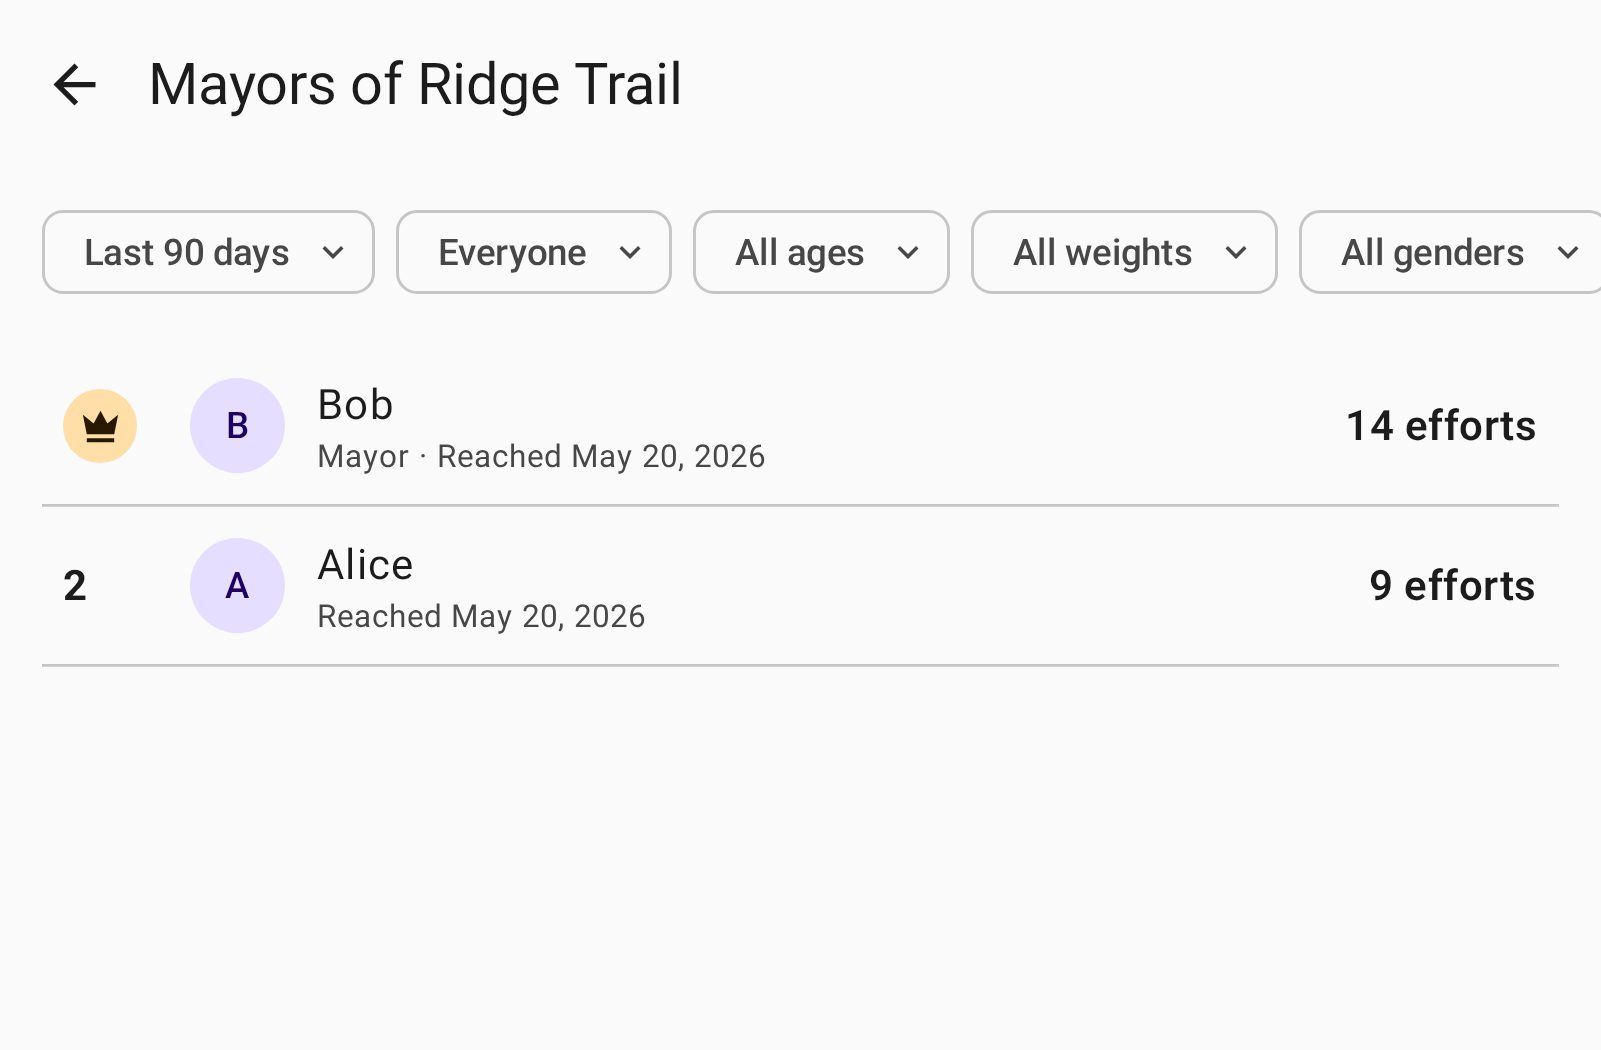 Mayors of Ridge Trail
Last 90 days
Everyone
All ages
All weights
All genders
B
Bob
Mayor · Reached May 20, 2026
14 efforts
2
A
Alice
Reached May 20, 2026
9 efforts